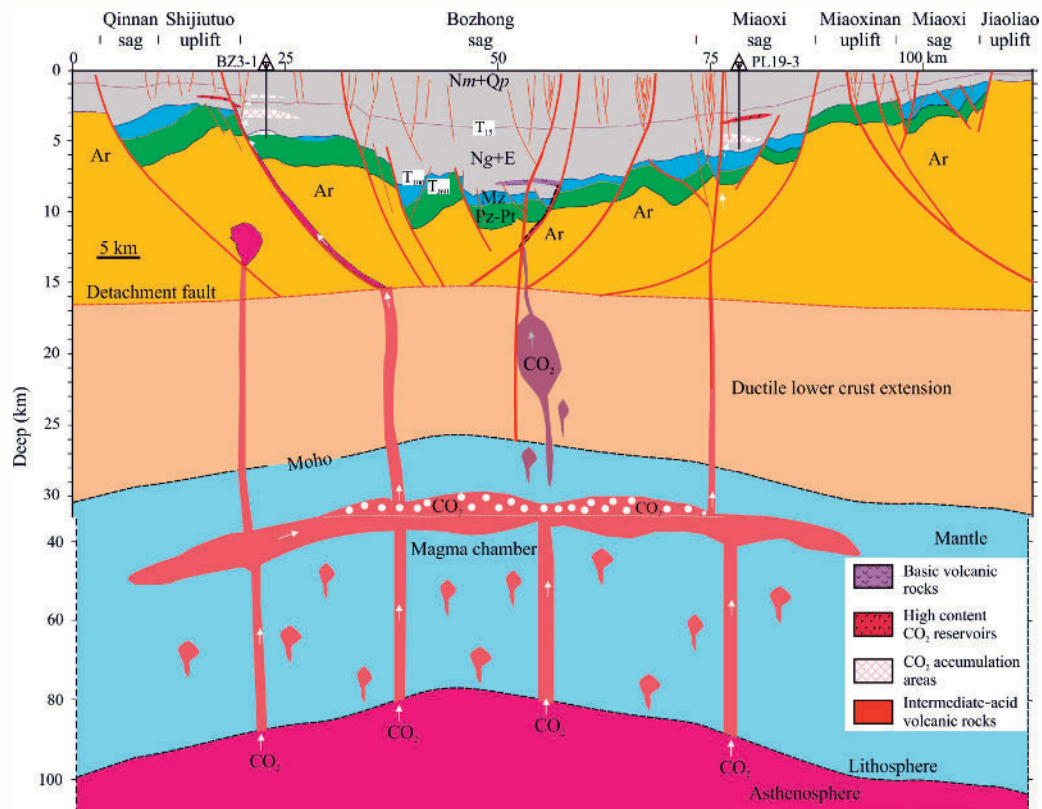 Qinnan Shijiutuo Bozhong Miaoxi Miaoxinan Miaoxi Jiaoliao
sag uplift sag sag uplift sag uplift
0 BZ3-1 25 50 75 PL19-3 100 km
0
5
10
15
20
25
26
30
40
60
80
100
Deep (km)
Nm+Qp
T15
Ng+E
Ar
Ar
T100
T160
Mz
Pz-Pt
Ar
Ar
Ar
5 km
Detachment fault
CO2
Ductile lower crust extension
Moho
CO2
CO2
Magma chamber
Mantle
Basic volcanic
rocks
High content
CO2 reservoirs
CO2 accumulation
areas
Intermediate-acid
volcanic rocks
CO2
CO2
CO2
CO2
Lithosphere
Asthenosphere